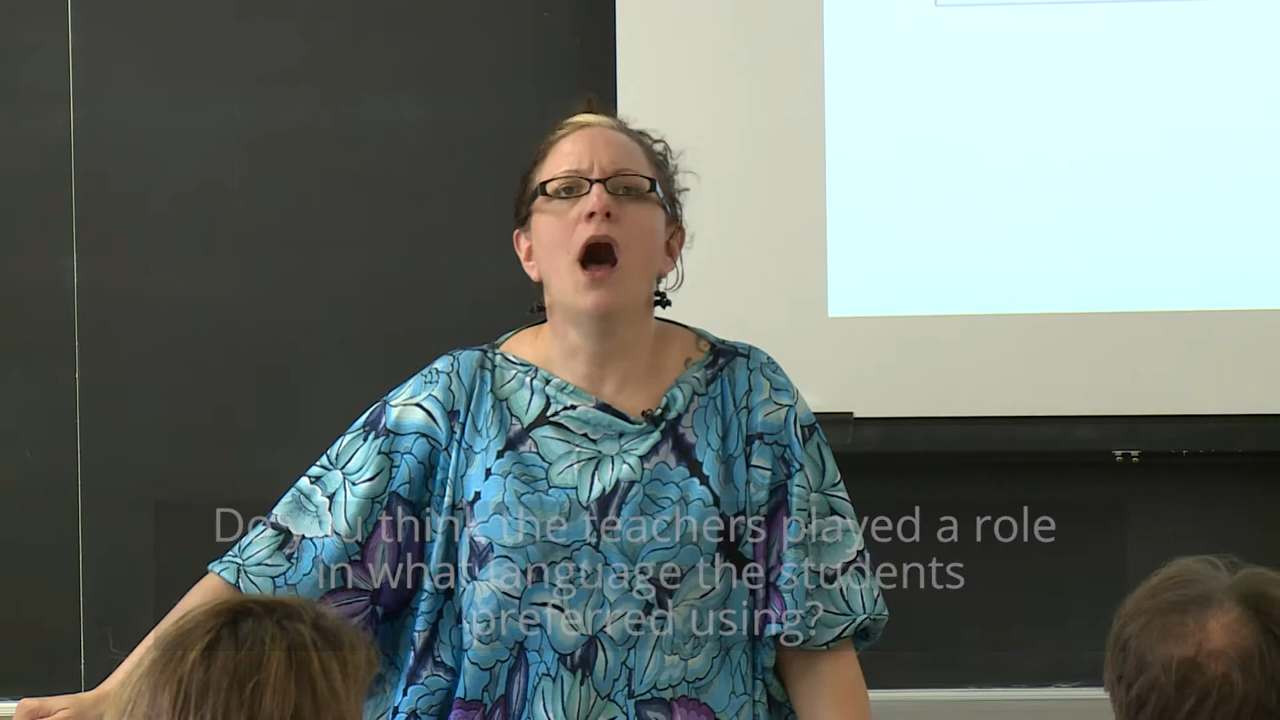 Do you think the teachers played a role
in what language the students
preferred using?